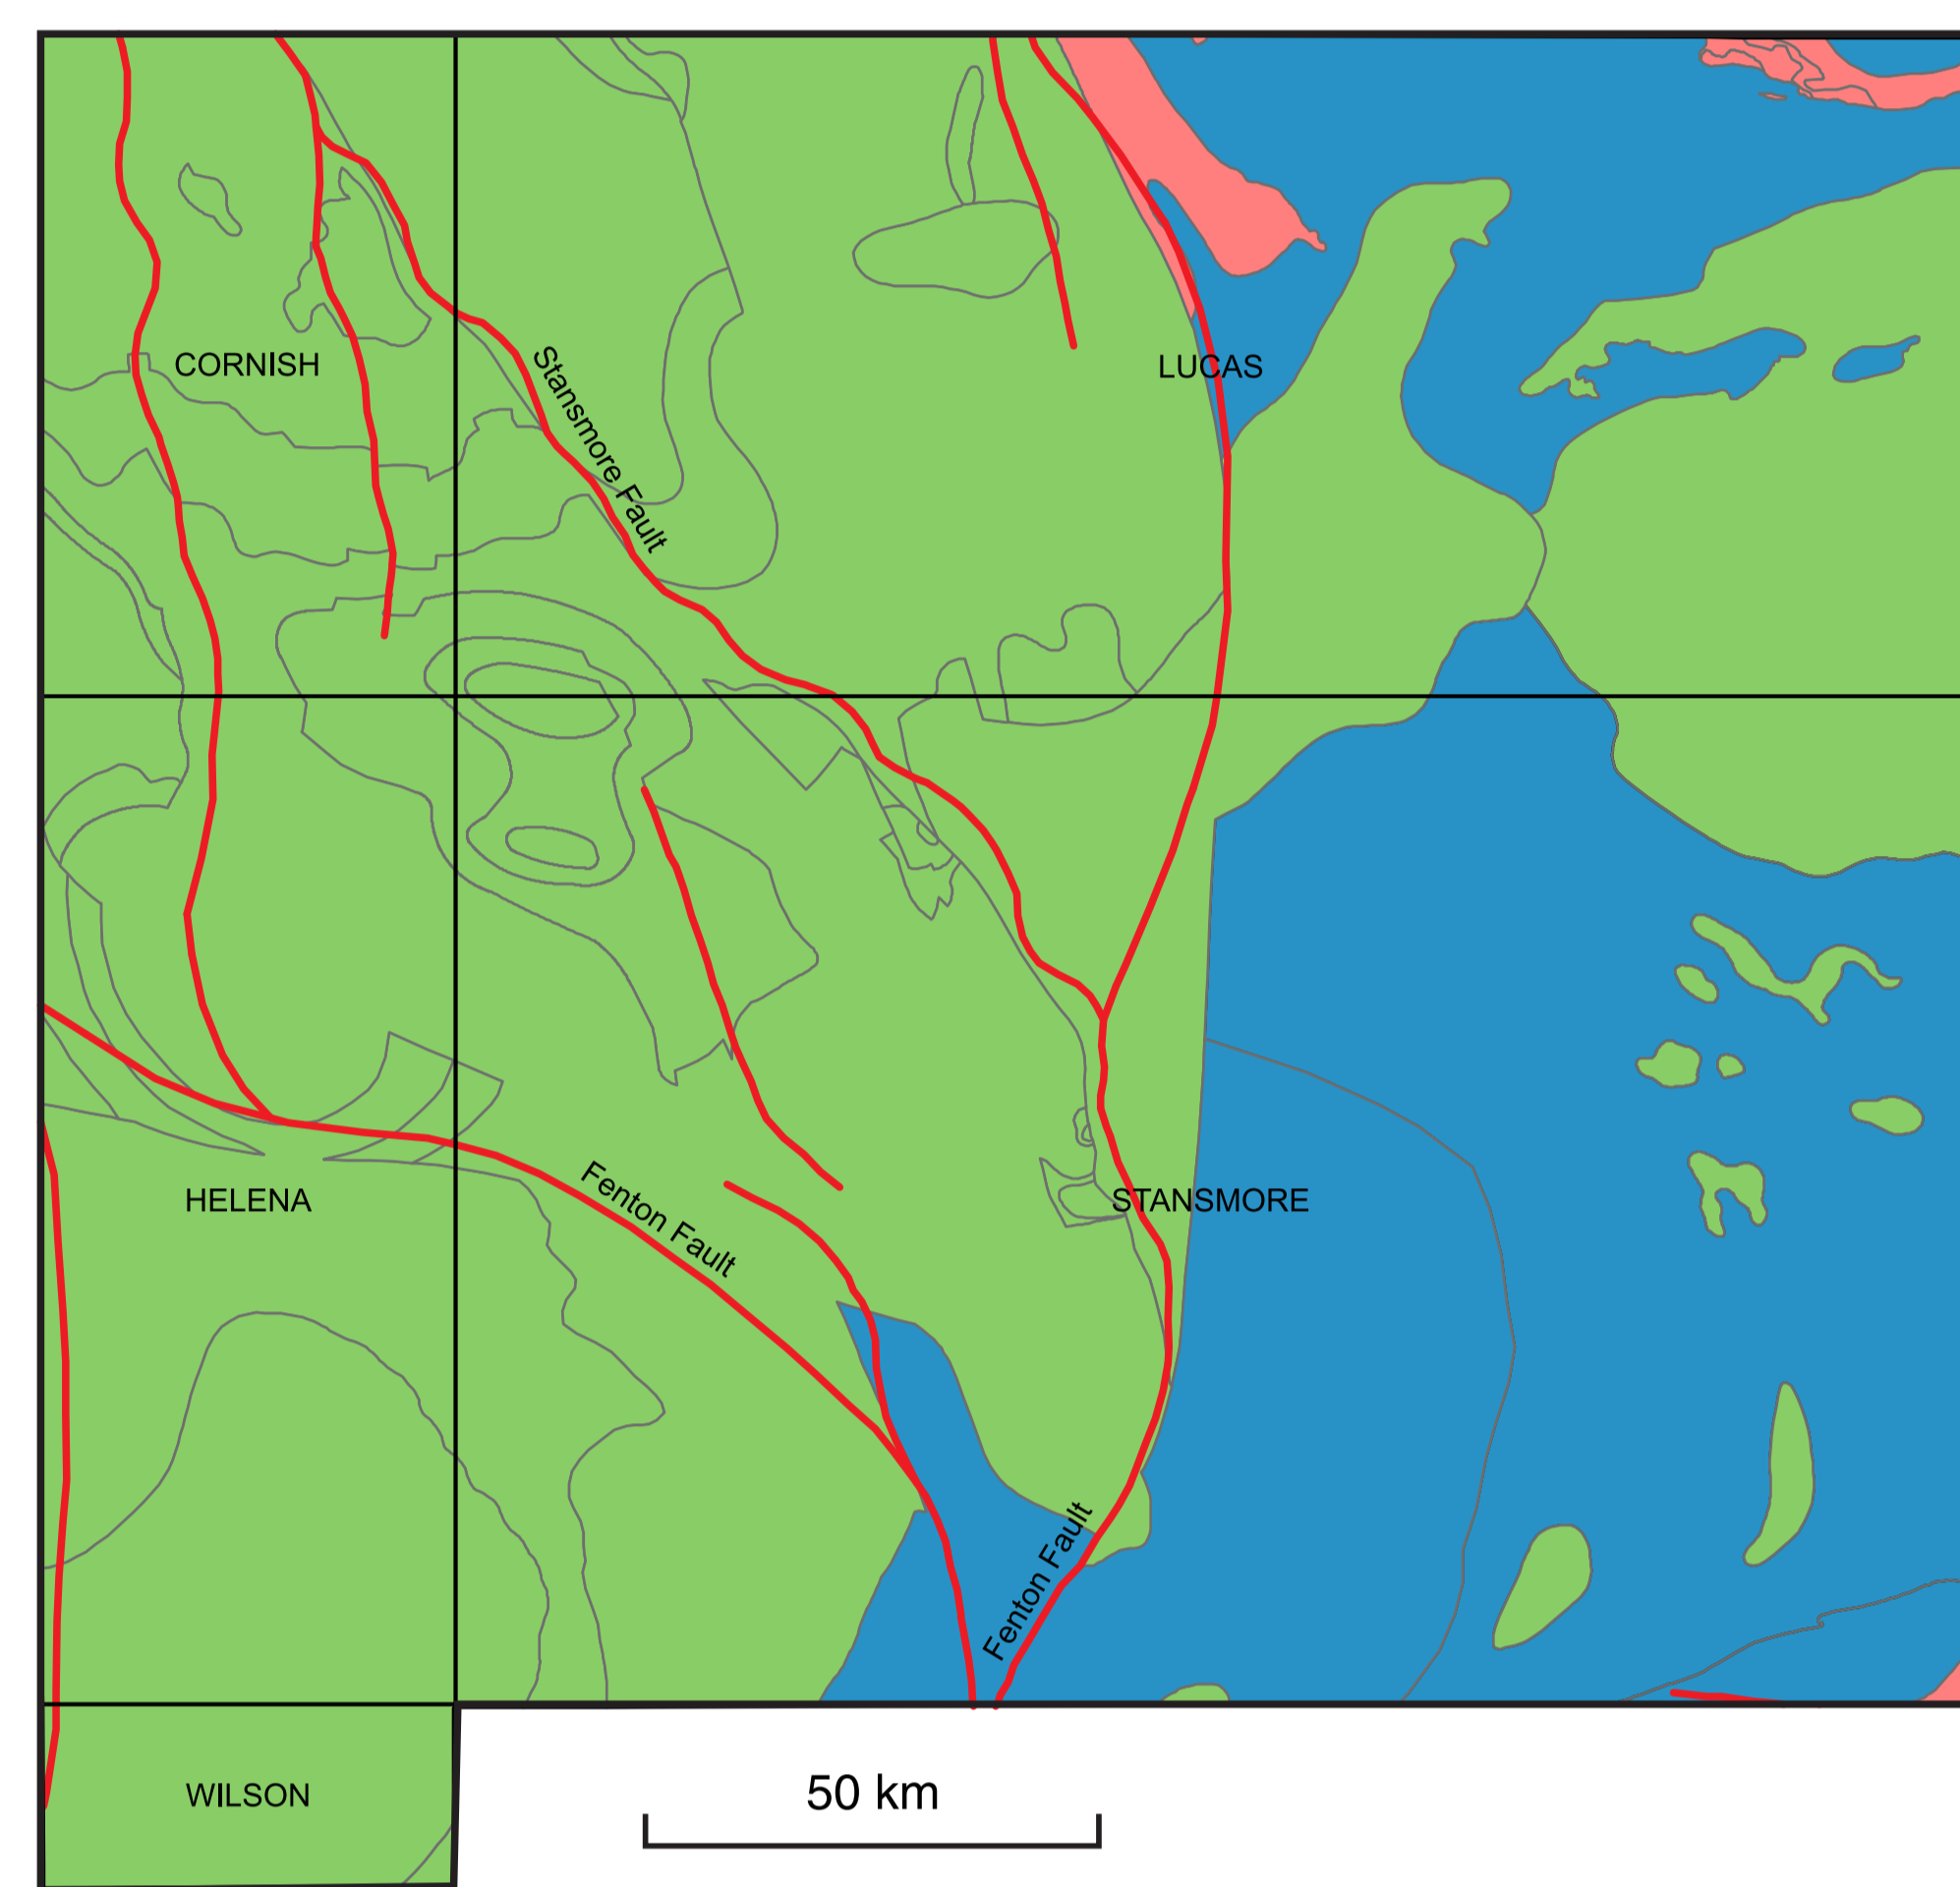 CORNISH
Stansmore Fault
LUCAS
HELENA
Fenton Fault
STANSMORE
Fenton Fault
WILSON
50 km